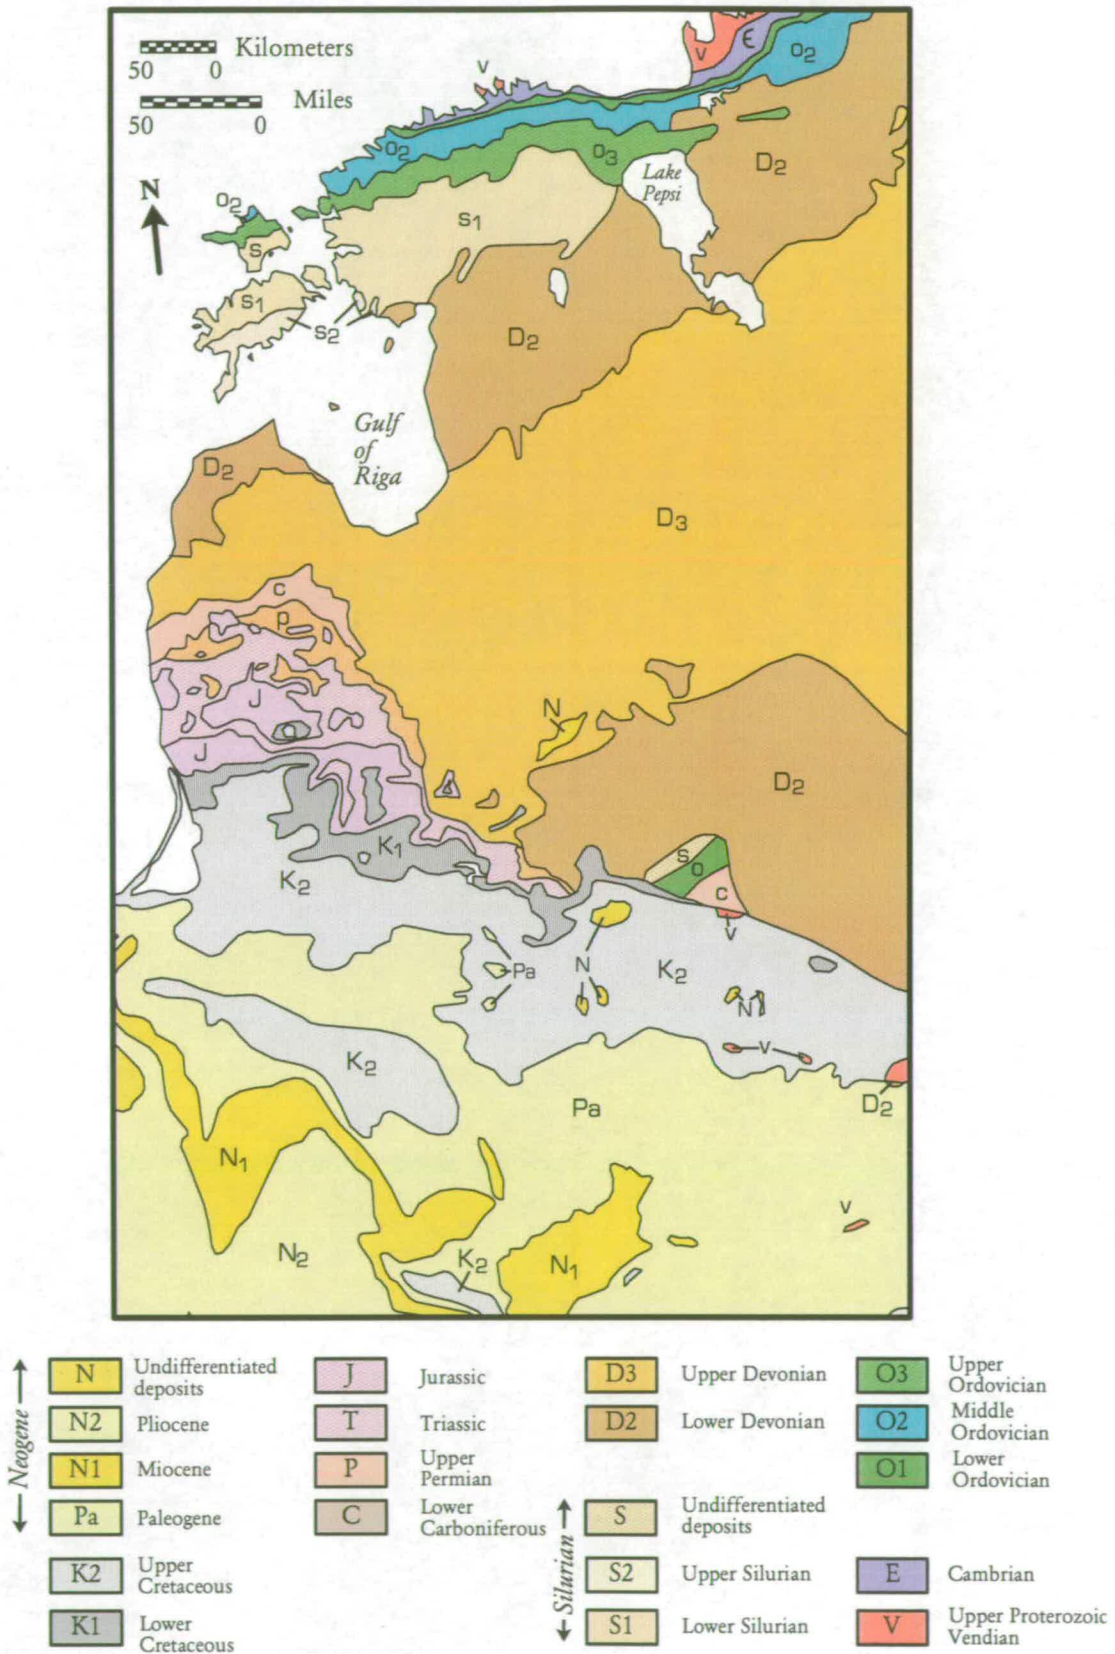 Kilometers
50 0
Miles
50 0
N
V
V
Є
O2
O2
O3
Lake
Pepsi
D2
O2
S
S1
S1
S2
D2
Gulf
of
Riga
D2
D3
C
P
J
N
J
D2
K1
K2
S
O
C
V
Pa
N
K2
N
K2
V
Pa
D2
N1
V
N2
K2
N1
Neogene
N Undifferentiated
deposits
N2 Pliocene
N1 Miocene
Pa Paleogene
K2 Upper
Cretaceous
K1 Lower
Cretaceous
J Jurassic
T Triassic
P Upper
Permian
C Lower
Carboniferous
D3 Upper Devonian
D2 Lower Devonian
Silurian
S Undifferentiated
deposits
S2 Upper Silurian
S1 Lower Silurian
O3 Upper
Ordovician
O2 Middle
Ordovician
O1 Lower
Ordovician
E Cambrian
V Upper Proterozoic
Vendian